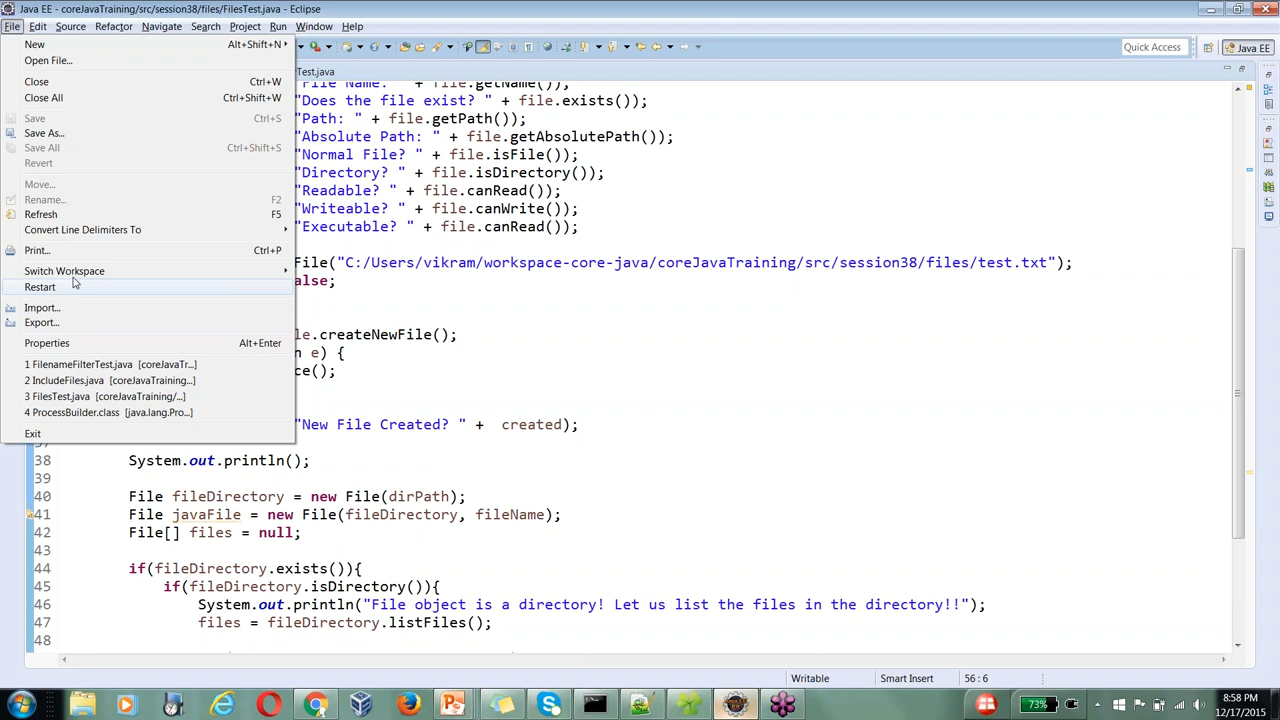 Java EE - coreJavaTraining/src/session38/files/FilesTest.java - Eclipse
File Edit Source Refactor Navigate Search Project Run Window Help
Quick Access Java EE
New Alt+Shift+N
Open File...
Close Ctrl+W
Close All Ctrl+Shift+W
Save Ctrl+S
Save As...
Save All Ctrl+Shift+S
Revert
Move...
Rename... F2
Refresh F5
Convert Line Delimiters To
Print... Ctrl+P
Switch Workspace
Restart
Import...
Export...
Properties Alt+Enter
1 FilenameFilterTest.java [coreJavaTr...]
2 IncludeFiles.java [coreJavaTraining...]
3 FilesTest.java [coreJavaTraining/...]
4 ProcessBuilder.class [java.lang.Pro...]
Exit
Test.java
"File Name: " + file.getName());
"Does the file exist? " + file.exists());
"Path: " + file.getPath());
"Absolute Path: " + file.getAbsolutePath());
"Normal File? " + file.isFile());
"Directory? " + file.isDirectory());
"Readable? " + file.canRead());
"Writeable? " + file.canWrite());
"Executable? " + file.canRead());
File("C:/Users/vikram/workspace-core-java/coreJavaTraining/src/session38/files/test.txt");
alse;
le.createNewFile();
n e) {
ce();
"New File Created? " + created);
38 System.out.println();
39
40 File fileDirectory = new File(dirPath);
41 File javaFile = new File(fileDirectory, fileName);
42 File[] files = null;
43
44 if(fileDirectory.exists()){
45 if(fileDirectory.isDirectory()){
46 System.out.println("File object is a directory! Let us list the files in the directory!!");
47 files = fileDirectory.listFiles();
48
Writable Smart Insert 56 : 6
73% 8:58 PM
12/17/2015